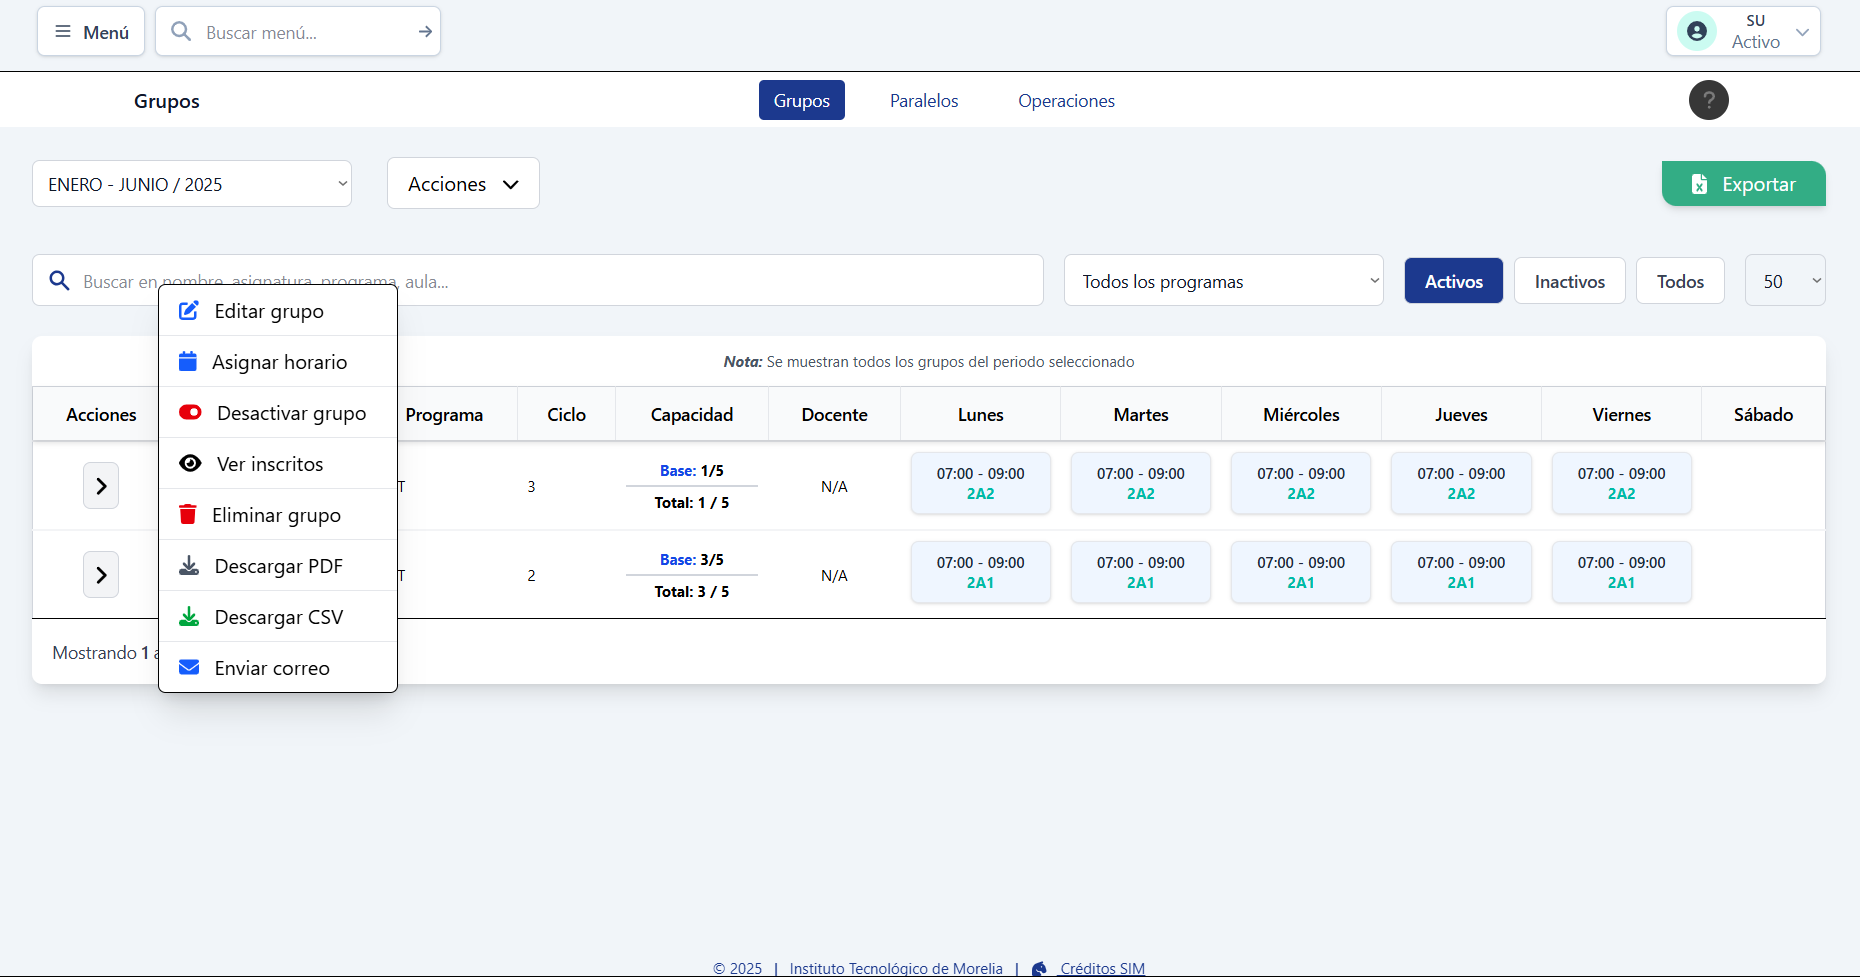 Menú
Buscar menú...
SU
Activo
Grupos
Grupos
Paralelos
Operaciones
?
ENERO - JUNIO / 2025
Acciones
Exportar
Buscar en nombre, asignatura, programa, aula...
Todos los programas
Activos
Inactivos
Todos
50
Editar grupo
Asignar horario
Desactivar grupo
Ver inscritos
Eliminar grupo
Descargar PDF
Descargar CSV
Enviar correo
Nota: Se muestran todos los grupos del periodo seleccionado
Acciones Programa Ciclo Capacidad Docente Lunes Martes Miércoles Jueves Viernes Sábado
T 3 Base: 1/5 N/A 07:00 - 09:00 07:00 - 09:00 07:00 - 09:00 07:00 - 09:00 07:00 - 09:00
Total: 1 / 5 2A2 2A2 2A2 2A2 2A2
T 2 Base: 3/5 N/A 07:00 - 09:00 07:00 - 09:00 07:00 - 09:00 07:00 - 09:00 07:00 - 09:00
Total: 3 / 5 2A1 2A1 2A1 2A1 2A1
Mostrando 1 a
© 2025 | Instituto Tecnológico de Morelia | Créditos SIM